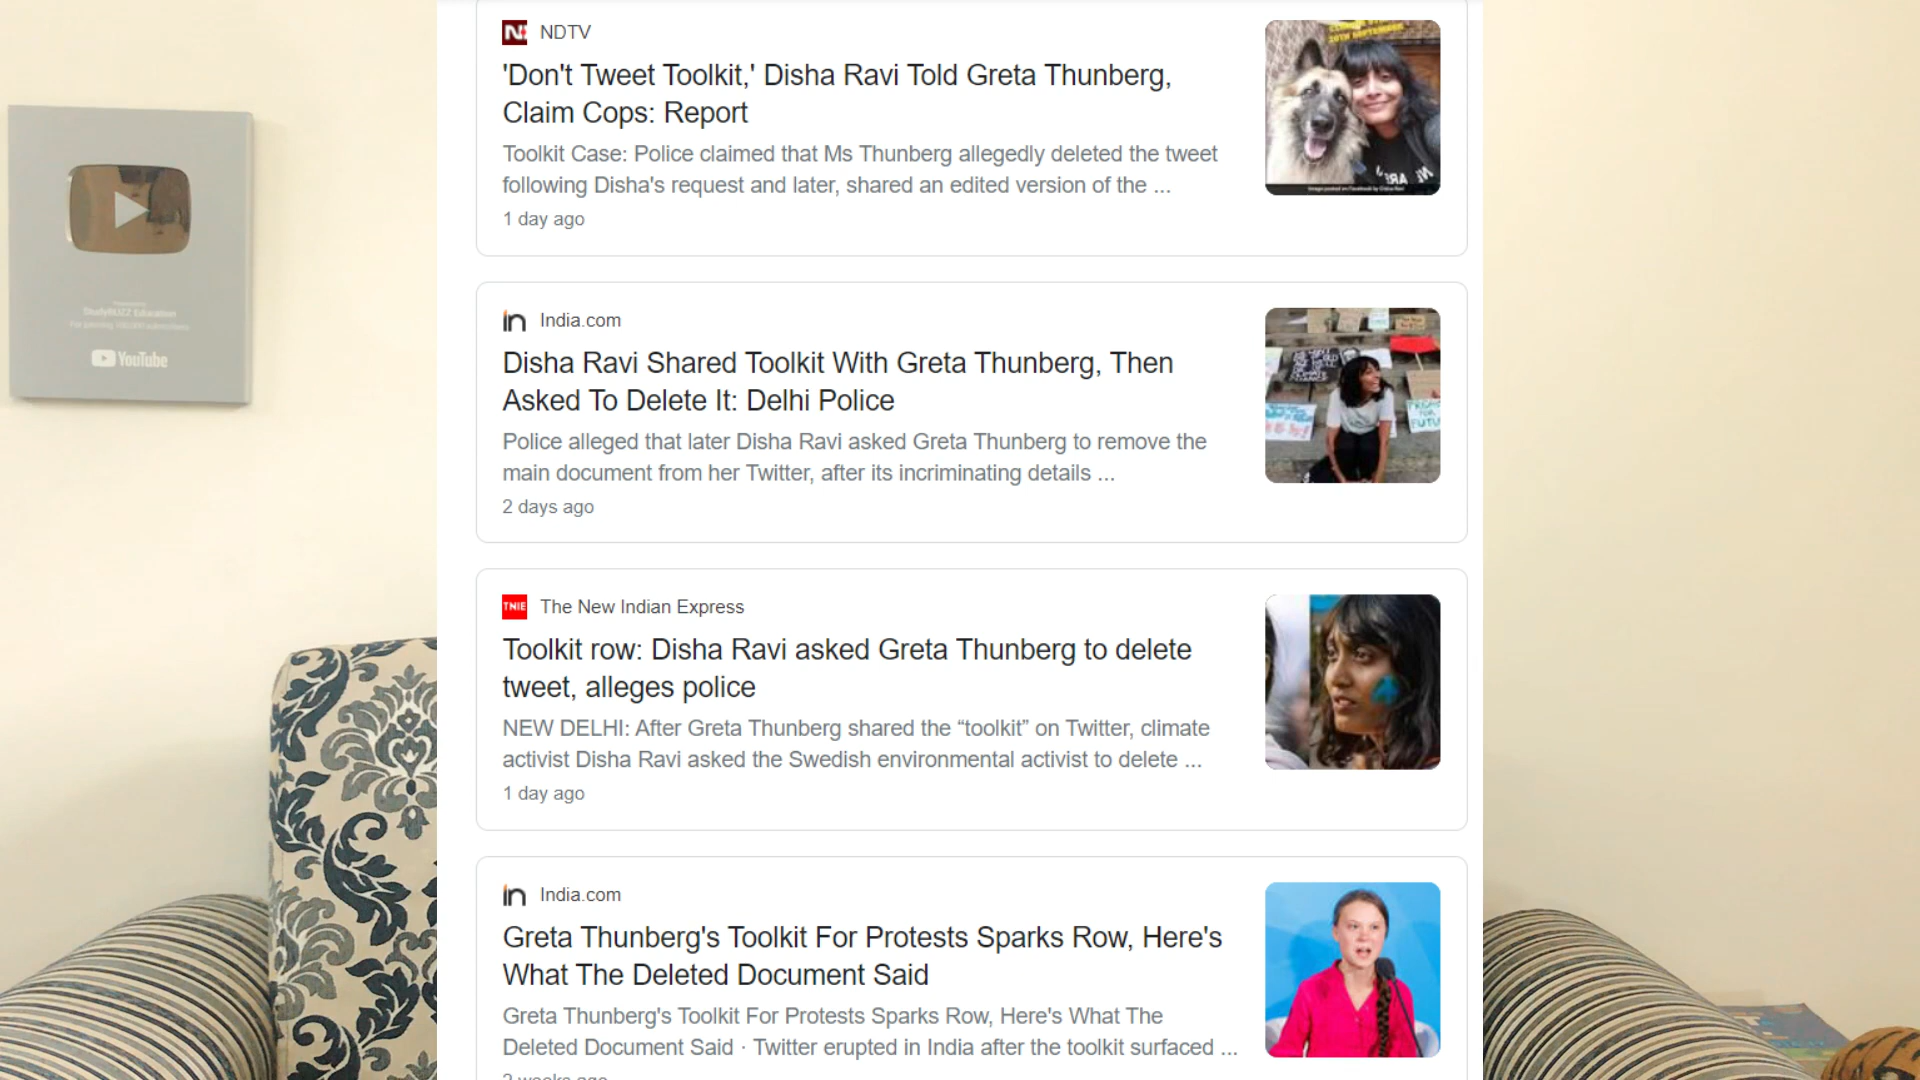 NDTV
'Don't Tweet Toolkit,' Disha Ravi Told Greta Thunberg,
Claim Cops: Report
Toolkit Case: Police claimed that Ms Thunberg allegedly deleted the tweet
following Disha's request and later, shared an edited version of the ...
1 day ago
StudyBUZZ Education
YouTube
in India.com
Disha Ravi Shared Toolkit With Greta Thunberg, Then
Asked To Delete It: Delhi Police
Police alleged that later Disha Ravi asked Greta Thunberg to remove the
main document from her Twitter, after its incriminating details ...
2 days ago
TNIE The New Indian Express
Toolkit row: Disha Ravi asked Greta Thunberg to delete
tweet, alleges police
NEW DELHI: After Greta Thunberg shared the “toolkit” on Twitter, climate
activist Disha Ravi asked the Swedish environmental activist to delete ...
1 day ago
in India.com
Greta Thunberg's Toolkit For Protests Sparks Row, Here's
What The Deleted Document Said
Greta Thunberg's Toolkit For Protests Sparks Row, Here's What The
Deleted Document Said · Twitter erupted in India after the toolkit surfaced ...
2 weeks ago